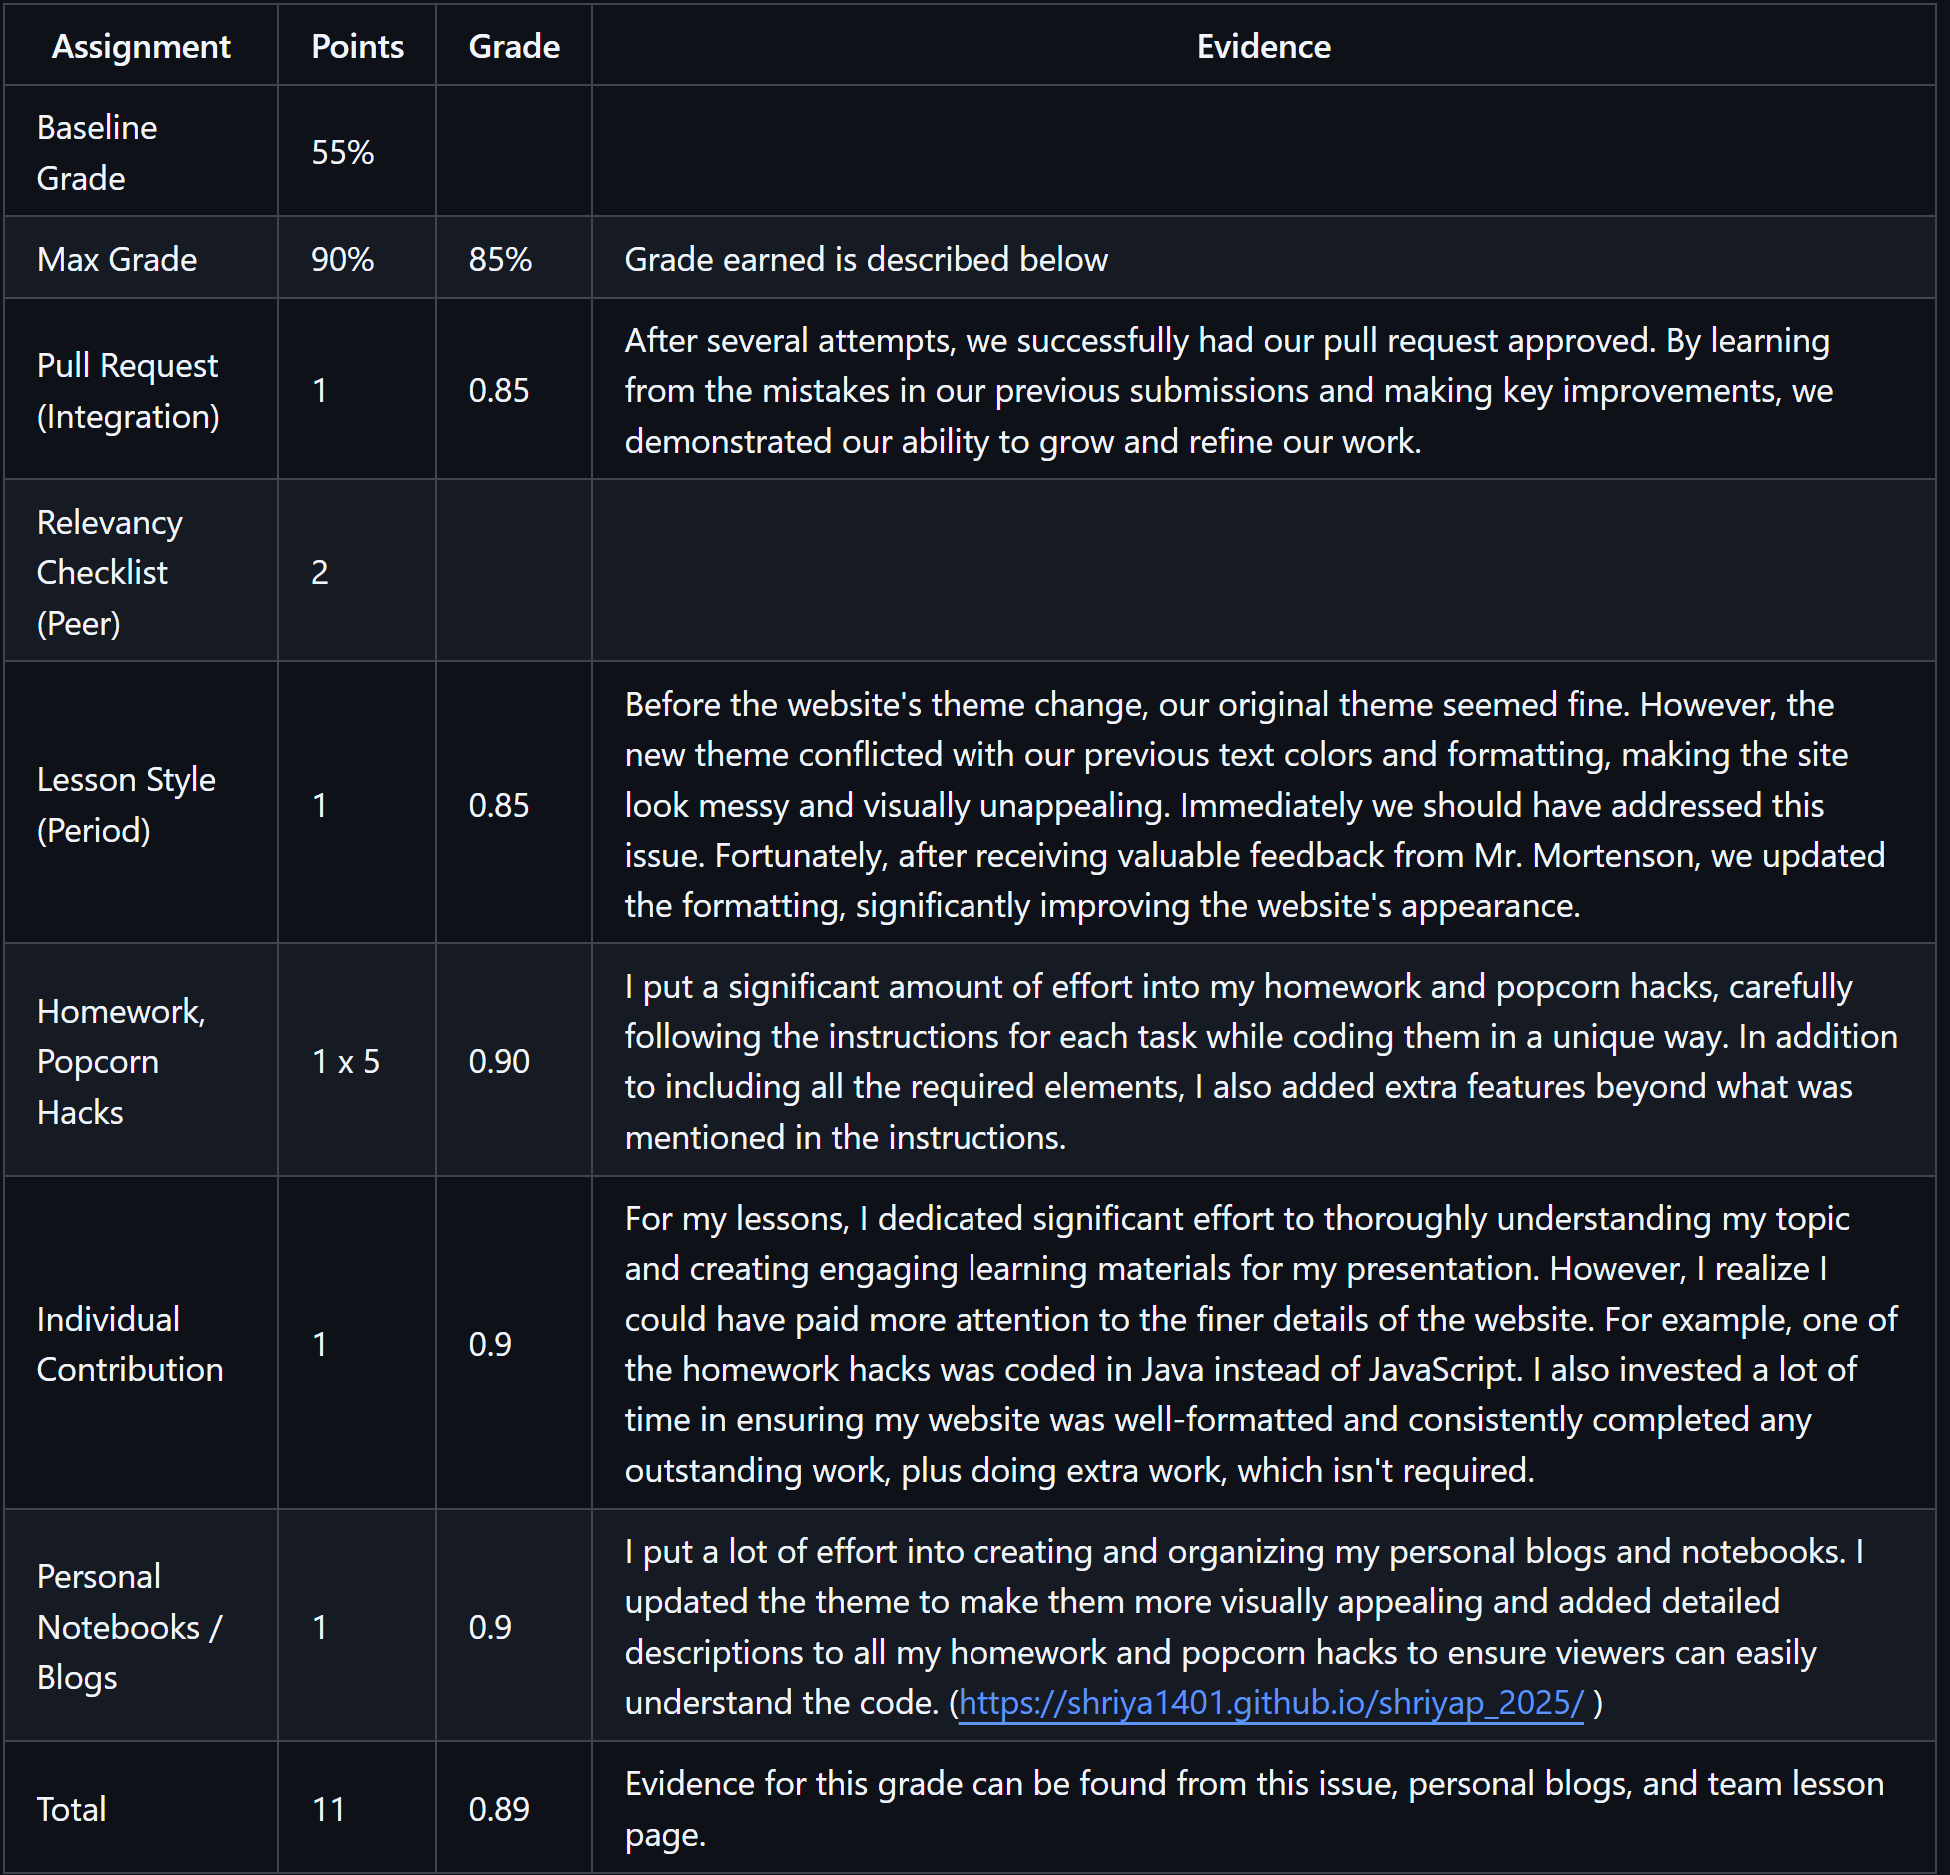 Assignment Points Grade Evidence
Baseline
Grade
55%
Max Grade 90% 85% Grade earned is described below
Pull Request
(Integration)
1
0.85
After several attempts, we successfully had our pull request approved. By learning
from the mistakes in our previous submissions and making key improvements, we
demonstrated our ability to grow and refine our work.
Relevancy
Checklist
(Peer)
2
Lesson Style
(Period)
1
0.85
Before the website's theme change, our original theme seemed fine. However, the
new theme conflicted with our previous text colors and formatting, making the site
look messy and visually unappealing. Immediately we should have addressed this
issue. Fortunately, after receiving valuable feedback from Mr. Mortenson, we updated
the formatting, significantly improving the website's appearance.
Homework,
Popcorn
Hacks
1 x 5
0.90
I put a significant amount of effort into my homework and popcorn hacks, carefully
following the instructions for each task while coding them in a unique way. In addition
to including all the required elements, I also added extra features beyond what was
mentioned in the instructions.
Individual
Contribution
1
0.9
For my lessons, I dedicated significant effort to thoroughly understanding my topic
and creating engaging learning materials for my presentation. However, I realize I
could have paid more attention to the finer details of the website. For example, one of
the homework hacks was coded in Java instead of JavaScript. I also invested a lot of
time in ensuring my website was well-formatted and consistently completed any
outstanding work, plus doing extra work, which isn't required.
Personal
Notebooks /
Blogs
1
0.9
I put a lot of effort into creating and organizing my personal blogs and notebooks. I
updated the theme to make them more visually appealing and added detailed
descriptions to all my homework and popcorn hacks to ensure viewers can easily
understand the code. (https://shriya1401.github.io/shriyap_2025/ )
Total
11
0.89
Evidence for this grade can be found from this issue, personal blogs, and team lesson
page.